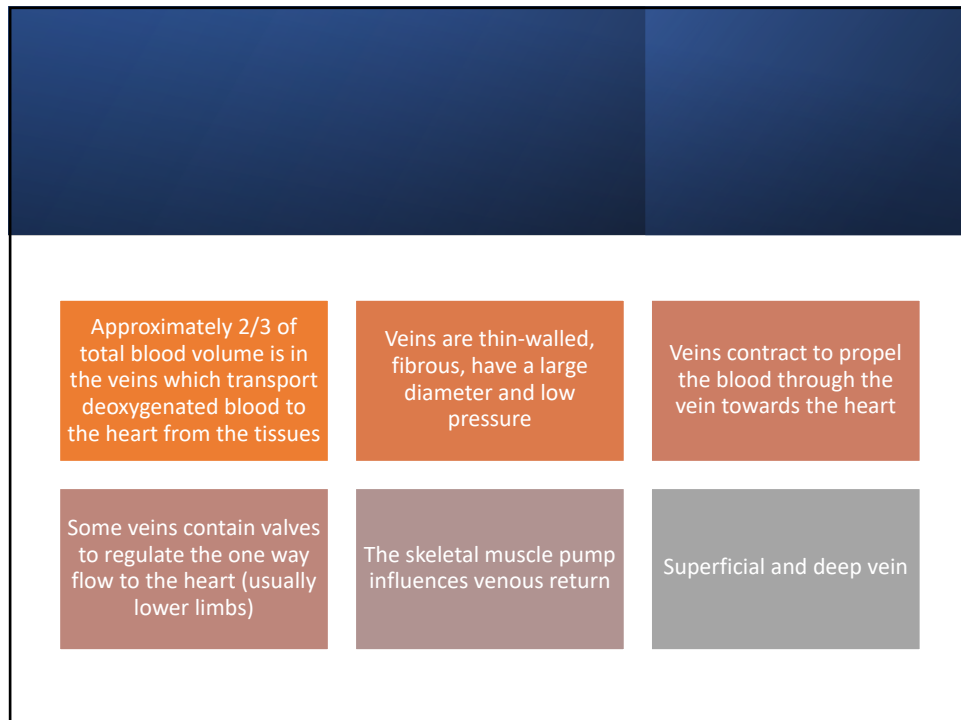 Approximately 2/3 of
total blood volume is in
the veins which transport
deoxygenated blood to
the heart from the tissues
Veins are thin-walled,
fibrous, have a large
diameter and low
pressure
Veins contract to propel
the blood through the
vein towards the heart
Some veins contain valves
to regulate the one way
flow to the heart (usually
lower limbs)
The skeletal muscle pump
influences venous return
Superficial and deep vein